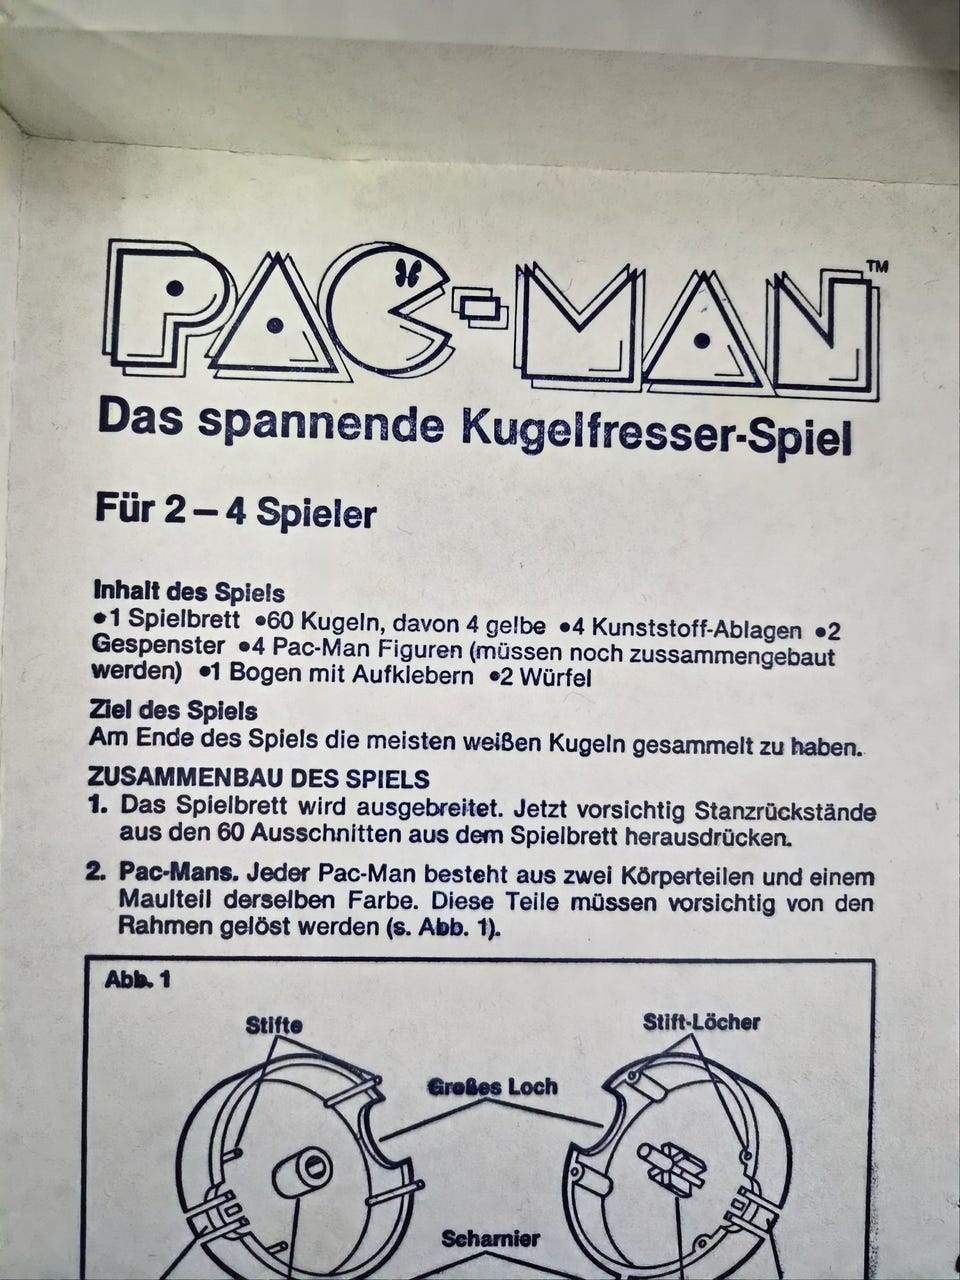 PAC-MAN™
Das spannende Kugelfresser-Spiel
Für 2 – 4 Spieler
Inhalt des Spiels
●1 Spielbrett ●60 Kugeln, davon 4 gelbe ●4 Kunststoff-Ablagen ●2
Gespenster ●4 Pac-Man Figuren (müssen noch zussammengebaut
werden) ●1 Bogen mit Aufklebern ●2 Würfel
Ziel des Spiels
Am Ende des Spiels die meisten weißen Kugeln gesammelt zu haben.
ZUSAMMENBAU DES SPIELS
1. Das Spielbrett wird ausgebreitet. Jetzt vorsichtig Stanzrückstände
aus den 60 Ausschnitten aus dem Spielbrett herausdrücken.
2. Pac-Mans. Jeder Pac-Man besteht aus zwei Körperteilen und einem
Maulteil derselben Farbe. Diese Teile müssen vorsichtig von den
Rahmen gelöst werden (s. Abb. 1).
Abb. 1
Stifte
Stift-Löcher
Großes Loch
Scharnier